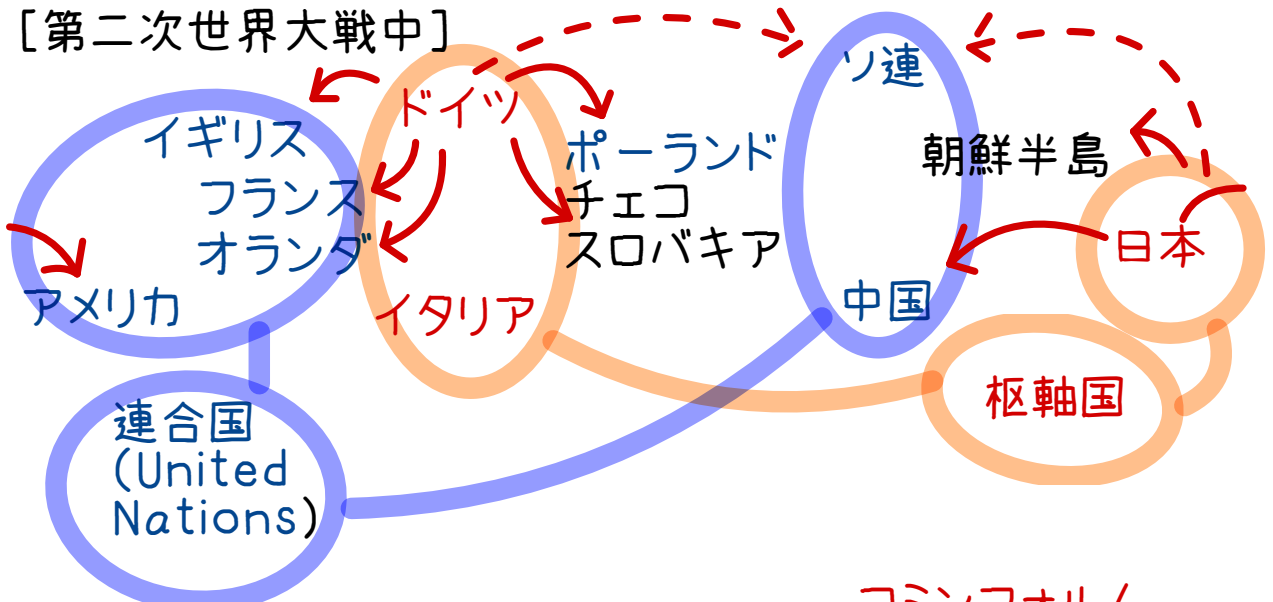 [第二次世界大戦中]
イギリス
フランス
オランダ
アメリカ
ドイツ
イタリア
ポーランド
チェコ
スロバキア
ソ連
中国
朝鮮半島
日本
枢軸国
連合国
(United
Nations)